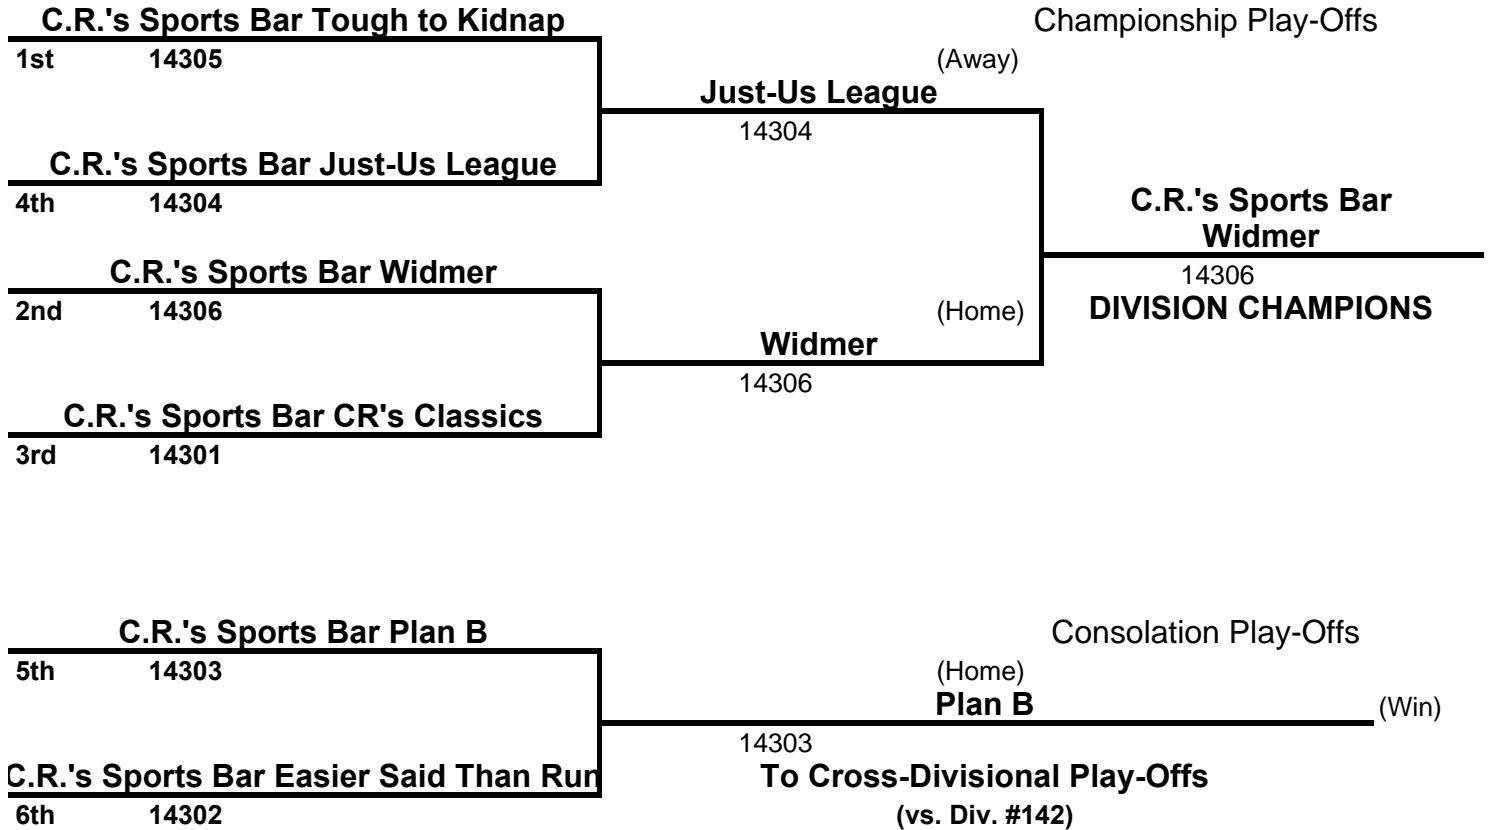 C.R.'s Sports Bar Tough to Kidnap
Championship Play-Offs
1st 14305
(Away)
Just-Us League
14304
C.R.'s Sports Bar Just-Us League
4th 14304
C.R.'s Sports Bar
Widmer
14306
DIVISION CHAMPIONS
C.R.'s Sports Bar Widmer
2nd 14306
(Home)
Widmer
14306
C.R.'s Sports Bar CR's Classics
3rd 14301
C.R.'s Sports Bar Plan B
Consolation Play-Offs
5th 14303
(Home)
Plan B
(Win)
14303
C.R.'s Sports Bar Easier Said Than Run
To Cross-Divisional Play-Offs
6th 14302
(vs. Div. #142)